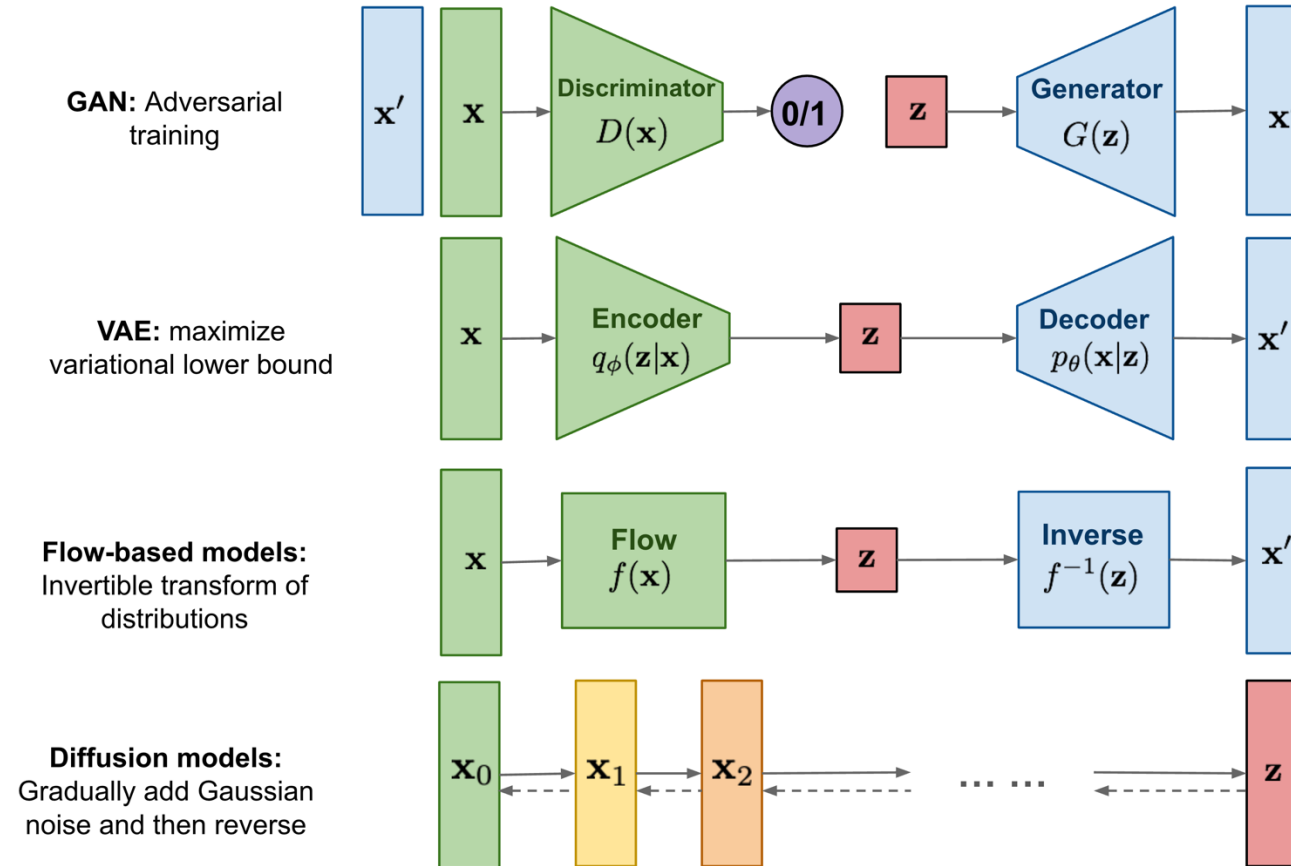 GAN: Adversarial
training
x′
x
Discriminator
D(x)
0/1
z
Generator
G(z)
x
VAE: maximize
variational lower bound
x
Encoder
qϕ(z|x)
z
Decoder
pθ(x|z)
x′
Flow-based models:
Invertible transform of
distributions
x
Flow
f(x)
z
Inverse
f⁻¹(z)
x′
Diffusion models:
Gradually add Gaussian
noise and then reverse
x₀
x₁
x₂
... ...
z